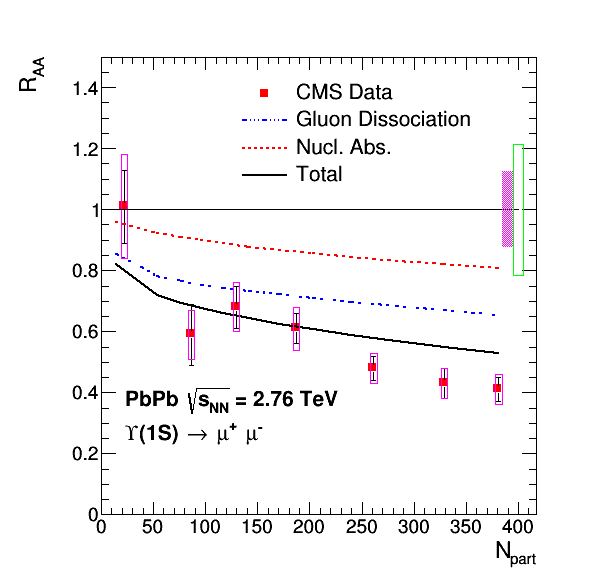 R_AA
1.4
CMS Data
Gluon Dissociation
1.2
Nucl. Abs.
Total
1
0.8
0.6
0.4
PbPb √s_NN = 2.76 TeV
ϒ(1S) → μ⁺ μ⁻
0.2
0
0 50 100 150 200 250 300 350 400
N_part